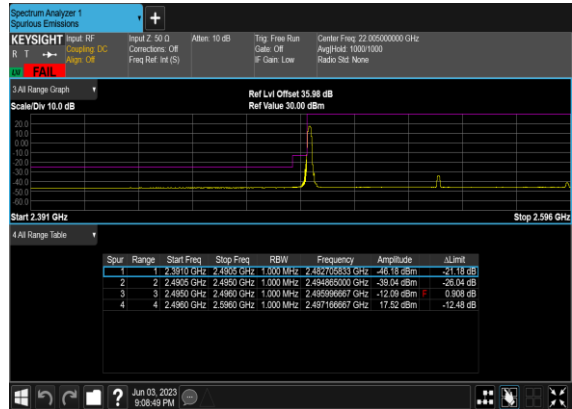 Spectrum Analyzer 1
Spurious Emissions
+
KEYSIGHT Input: RF Input Z: 50 Ω Atten: 10 dB Trig: Free Run Center Freq: 22.005000000 GHz
R T Coupling: DC Corrections: Off Gate: Off Avg|Hold: 1000/1000
Align: Off Freq Ref: Int (S) IF Gain: Low Radio Std: None
FAIL
3 All Range Graph
Ref Lvl Offset 35.98 dB
Scale/Div 10.0 dB Ref Value 30.00 dBm
20.0
10.0
0.00
-10.0
-20.0
-30.0
-40.0
-50.0
-60.0
Start 2.391 GHz Stop 2.596 GHz
4 All Range Table
Spur Range Start Freq Stop Freq RBW Frequency Amplitude ΔLimit
1 1 2.3910 GHz 2.4905 GHz 1.000 MHz 2.482705833 GHz -46.18 dBm -21.18 dB
2 2 2.4905 GHz 2.4950 GHz 1.000 MHz 2.494865000 GHz -39.04 dBm -26.04 dB
3 3 2.4950 GHz 2.4960 GHz 1.000 MHz 2.495996667 GHz -12.09 dBm F 0.908 dB
4 4 2.4960 GHz 2.5960 GHz 1.000 MHz 2.497166667 GHz 17.52 dBm -12.48 dB
? Jun 03, 2023
9:08:49 PM